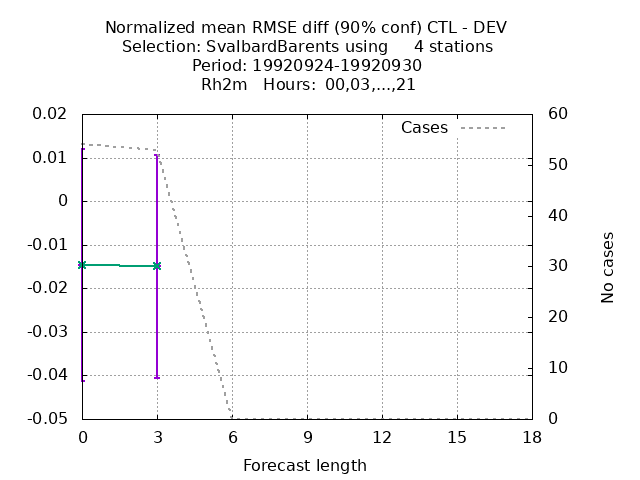 Normalized mean RMSE diff (90% conf) CTL - DEV
Selection: SvalbardBarents using     4 stations
Period: 19920924-19920930
Rh2m   Hours:  00,03,...,21
Cases
0.02
0.01
0
-0.01
-0.02
-0.03
-0.04
-0.05
60
50
40
30
20
10
0
No cases
0 3 6 9 12 15 18
Forecast length